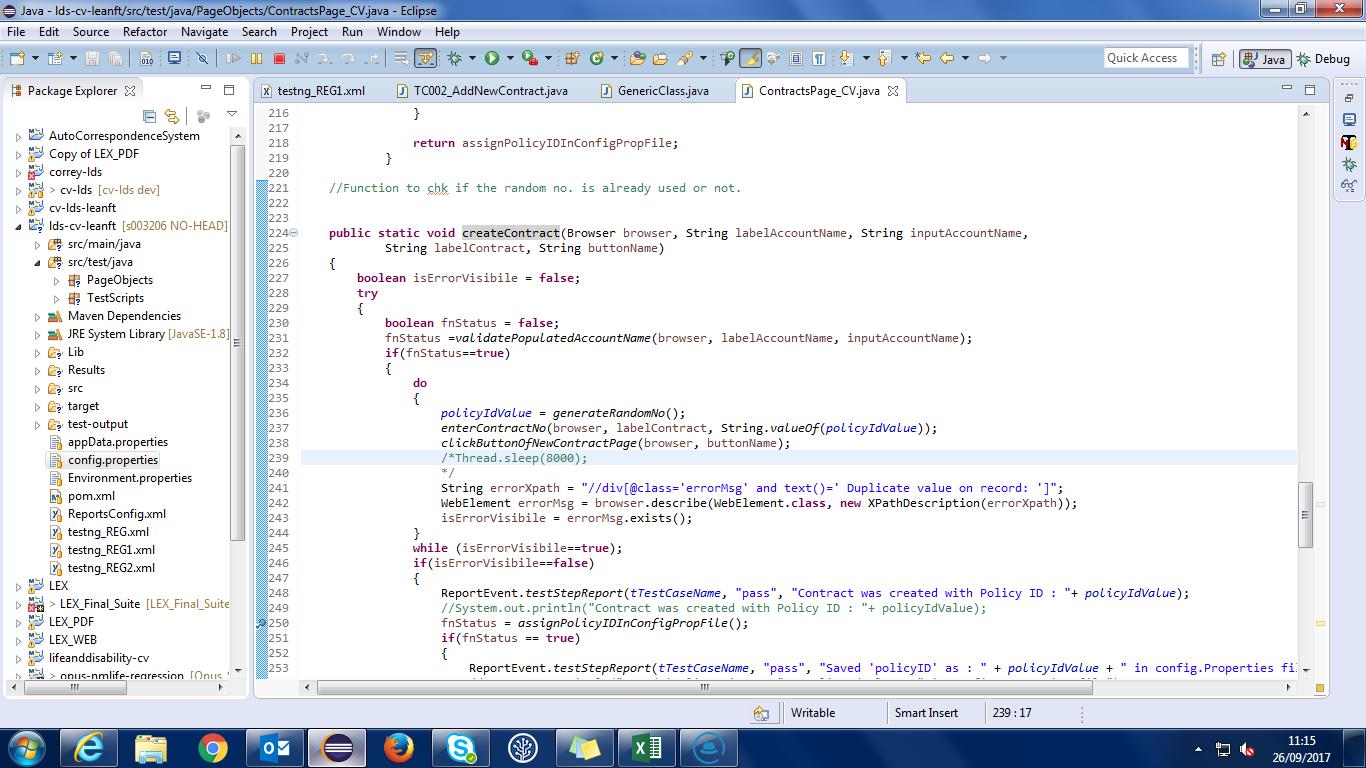 Java - lds-cv-leanft/src/test/java/PageObjects/ContractsPage_CV.java - Eclipse
File Edit Source Refactor Navigate Search Project Run Window Help
Quick Access
Java
Debug
Package Explorer
testng_REG1.xml
TC002_AddNewContract.java
GenericClass.java
ContractsPage_CV.java
AutoCorrespondenceSystem
Copy of LEX_PDF
correy-lds
> cv-lds [cv-lds dev]
cv-lds-leanft
lds-cv-leanft [s003206 NO-HEAD]
src/main/java
src/test/java
PageObjects
TestScripts
Maven Dependencies
JRE System Library [JavaSE-1.8]
Lib
Results
src
target
test-output
appData.properties
config.properties
Environment.properties
pom.xml
ReportsConfig.xml
testng_REG.xml
testng_REG1.xml
testng_REG2.xml
LEX
> LEX_Final_Suite [LEX_Final_Suite
LEX_PDF
LEX_WEB
lifeanddisability-cv
> opus-nmlife-regression [Opus
216 }
217
218 return assignPolicyIDInConfigPropFile;
219 }
220
221 //Function to chk if the random no. is already used or not.
222
223
224 public static void createContract(Browser browser, String labelAccountName, String inputAccountName,
225 String labelContract, String buttonName)
226 {
227 boolean isErrorVisibile = false;
228 try
229 {
230 boolean fnStatus = false;
231 fnStatus =validatePopulatedAccountName(browser, labelAccountName, inputAccountName);
232 if(fnStatus==true)
233 {
234 do
235 {
236 policyIdValue = generateRandomNo();
237 enterContractNo(browser, labelContract, String.valueOf(policyIdValue));
238 clickButtonOfNewContractPage(browser, buttonName);
239 /*Thread.sleep(8000);
240 */
241 String errorXpath = "//div[@class='errorMsg' and text()=' Duplicate value on record: ']";
242 WebElement errorMsg = browser.describe(WebElement.class, new XPathDescription(errorXpath));
243 isErrorVisibile = errorMsg.exists();
244 }
245 while (isErrorVisibile==true);
246 if(isErrorVisibile==false)
247 {
248 ReportEvent.testStepReport(tTestCaseName, "pass", "Contract was created with Policy ID : "+ policyIdValue);
249 //System.out.println("Contract was created with Policy ID : "+ policyIdValue);
250 fnStatus = assignPolicyIDInConfigPropFile();
251 if(fnStatus == true)
252 {
253 ReportEvent.testStepReport(tTestCaseName, "pass", "Saved 'policyID' as : " + policyIdValue + " in config.Properties fi
Writable
Smart Insert
239 : 17
11:15
26/09/2017